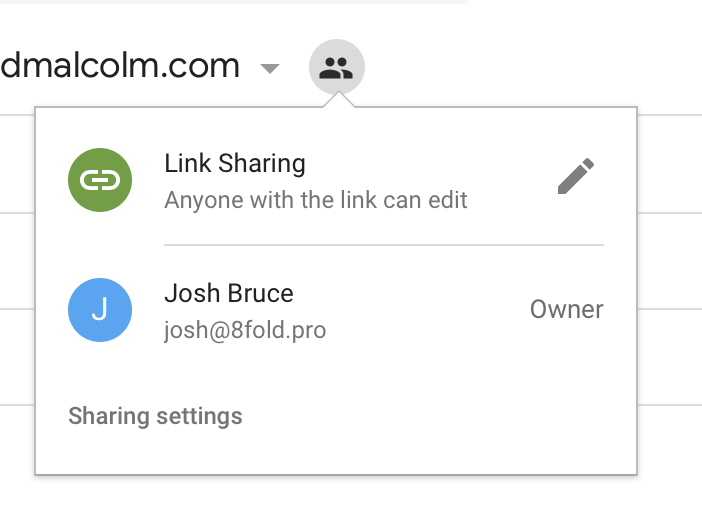 dmalcolm.com
Link Sharing
Anyone with the link can edit
J
Josh Bruce
Owner
josh@8fold.pro
Sharing settings